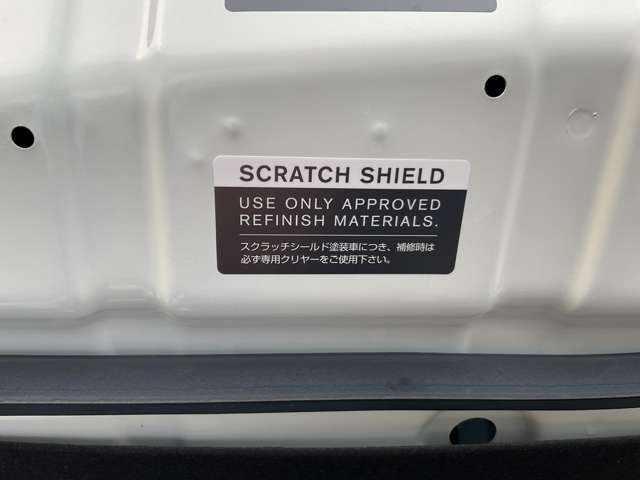 SCRATCH SHIELD
USE ONLY APPROVED
REFINISH MATERIALS.
スクラッチシールド塗装車につき、補修時は
必ず専用クリヤーをご使用下さい。